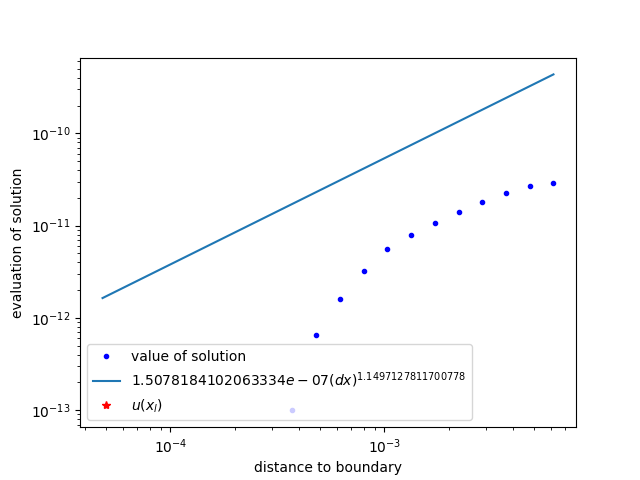 10⁻¹⁰
10⁻¹¹
10⁻¹²
10⁻¹³
evaluation of solution
value of solution
1.5078184102063334e − 07(dx)¹·¹⁴⁹⁷¹²⁷⁸¹¹⁷⁰⁰⁷⁷⁸
u(x_l)
10⁻⁴
10⁻³
distance to boundary